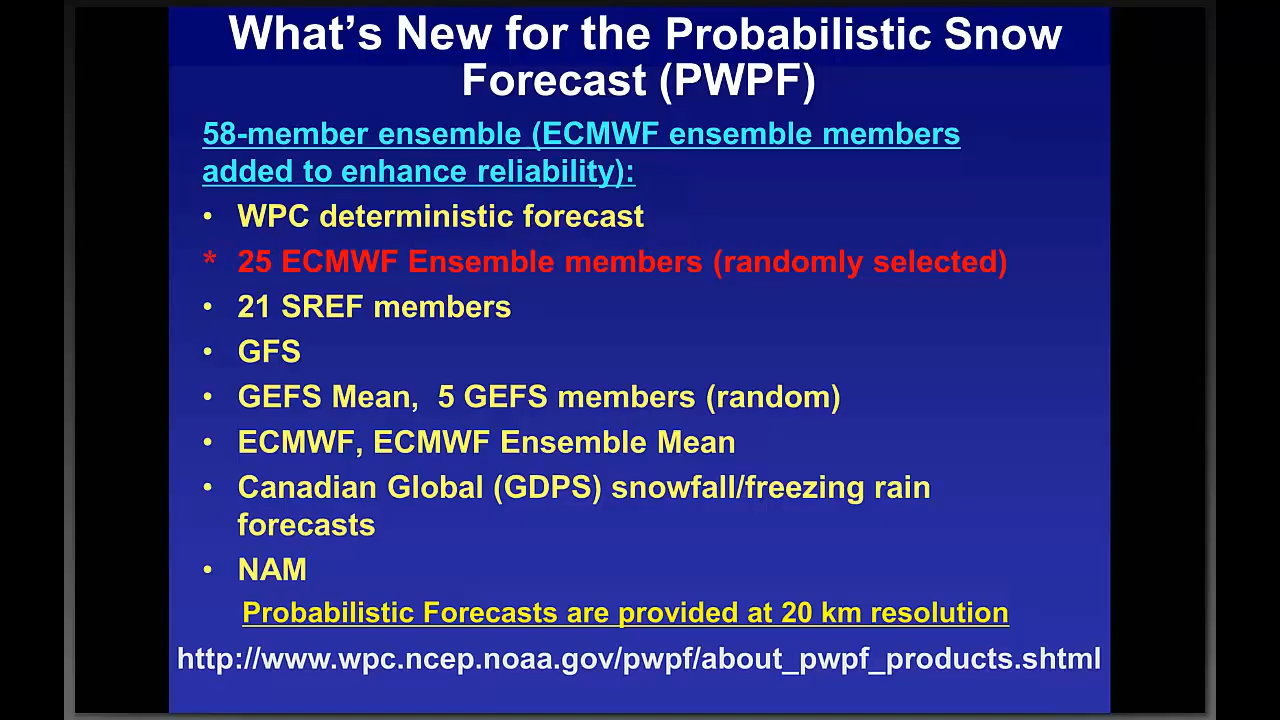 What's New for the Probabilistic Snow
Forecast (PWPF)
58-member ensemble (ECMWF ensemble members
added to enhance reliability):
• WPC deterministic forecast
* 25 ECMWF Ensemble members (randomly selected)
• 21 SREF members
• GFS
• GEFS Mean,  5 GEFS members (random)
• ECMWF, ECMWF Ensemble Mean
• Canadian Global (GDPS) snowfall/freezing rain
forecasts
• NAM
Probabilistic Forecasts are provided at 20 km resolution
http://www.wpc.ncep.noaa.gov/pwpf/about_pwpf_products.shtml